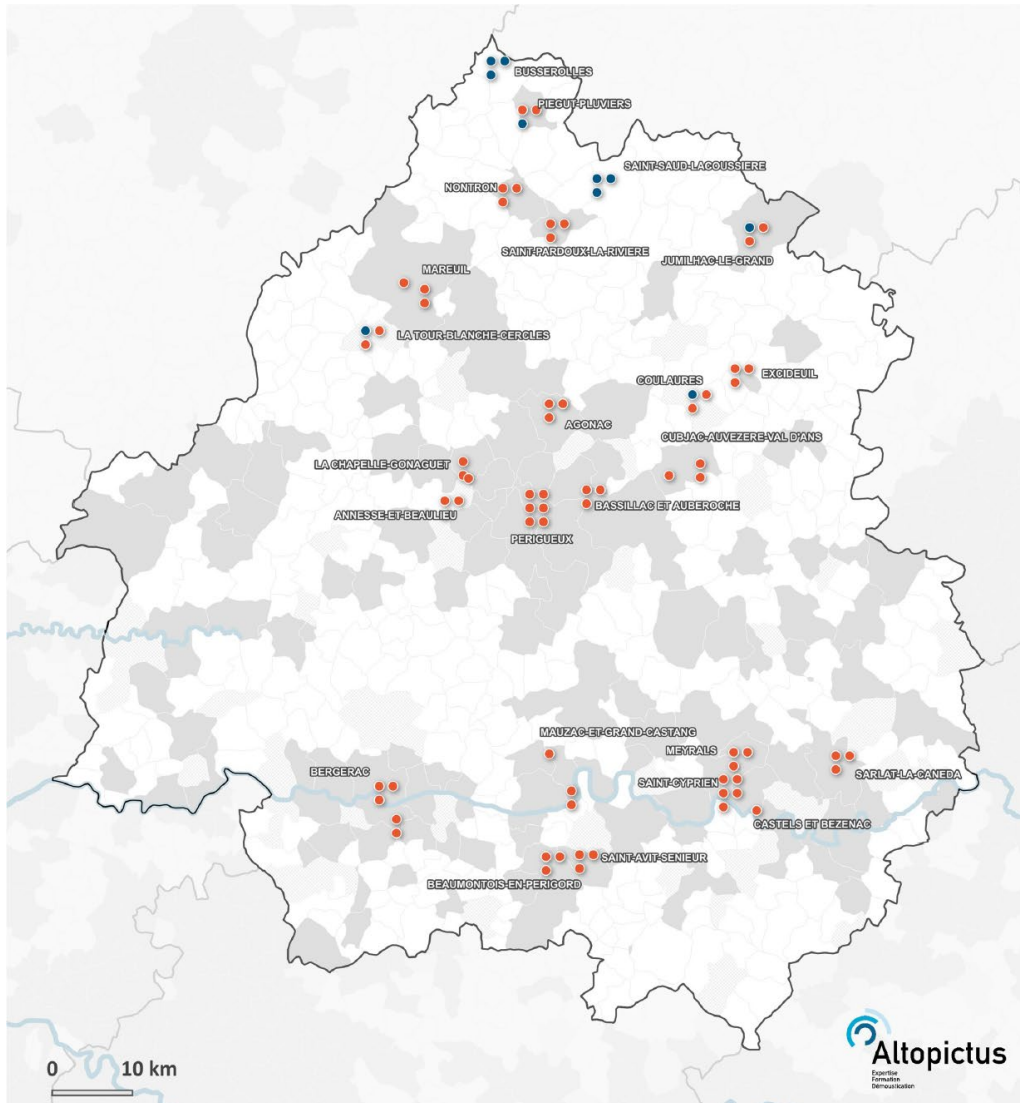 BUSSEROLLES
PIEGUT-PLUVIERS
SAINT-SAUD-LACOUSSIERE
NONTRON
SAINT-PARDOUX-LA-RIVIERE
JUMILHAC-LE-GRAND
MAREUIL
LA TOUR-BLANCHE-CERCLES
EXCIDEUIL
COULAURES
AGONAC
CUBJAC-AUVEZERE-VAL D'ANS
LA CHAPELLE-GONAGUET
BASSILLAC ET AUBEROCHE
ANNESSE-ET-BEAULIEU
PERIGUEUX
MAUZAC-ET-GRAND-CASTANG
MEYRALS
BERGERAC
SARLAT-LA-CANEDA
SAINT-CYPRIEN
CASTELS ET BEZENAC
SAINT-AVIT-SENIEUR
BEAUMONTOIS-EN-PERIGORD
Altopictus
Expertise
Formation
Démoustication
0 10 km